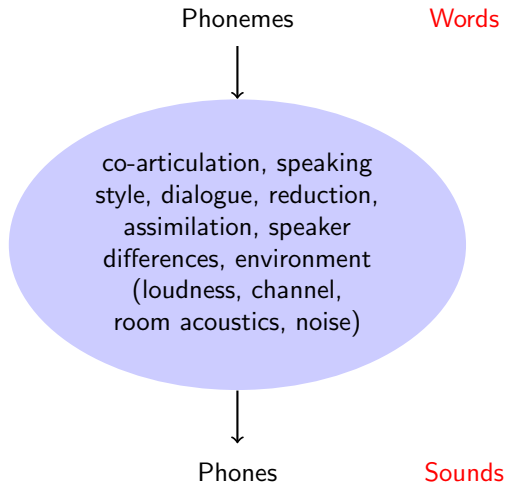 Phonemes Words
co-articulation, speaking
style, dialogue, reduction,
assimilation, speaker
differences, environment
(loudness, channel,
room acoustics, noise)
Phones Sounds